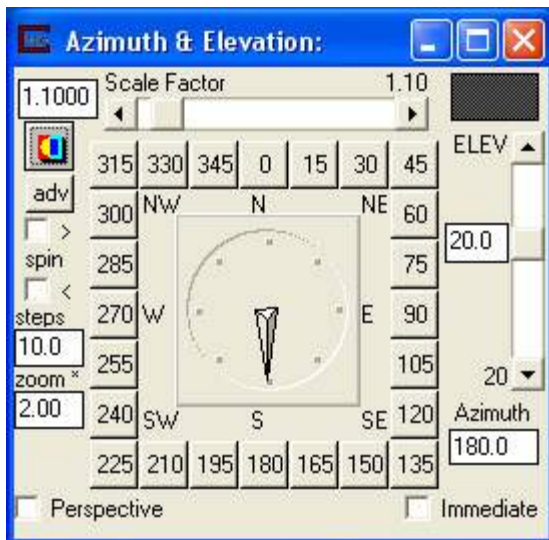 Azimuth & Elevation:
1.1000 Scale Factor 1.10
315 330 345 0 15 30 45 ELEV
adv
300 NW N NE 60
> 20.0
spin 285 75
<
steps 270 W E 90
10.0 255 105
zoom * 20
2.00 240 SW S SE 120 Azimuth
225 210 195 180 165 150 135 180.0
Perspective Immediate